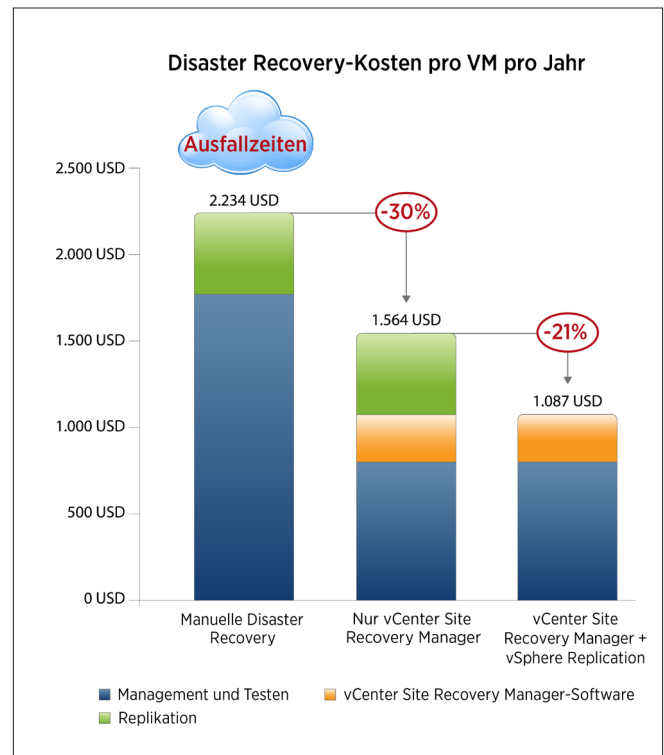 Disaster Recovery-Kosten pro VM pro Jahr
Ausfallzeiten
2.500 USD
2.000 USD
1.500 USD
1.000 USD
500 USD
0 USD
2.234 USD
-30%
1.564 USD
-21%
1.087 USD
Manuelle Disaster
Recovery
Nur vCenter Site
Recovery Manager
vCenter Site
Recovery Manager +
vSphere Replication
Management und Testen
vCenter Site Recovery Manager-Software
Replikation